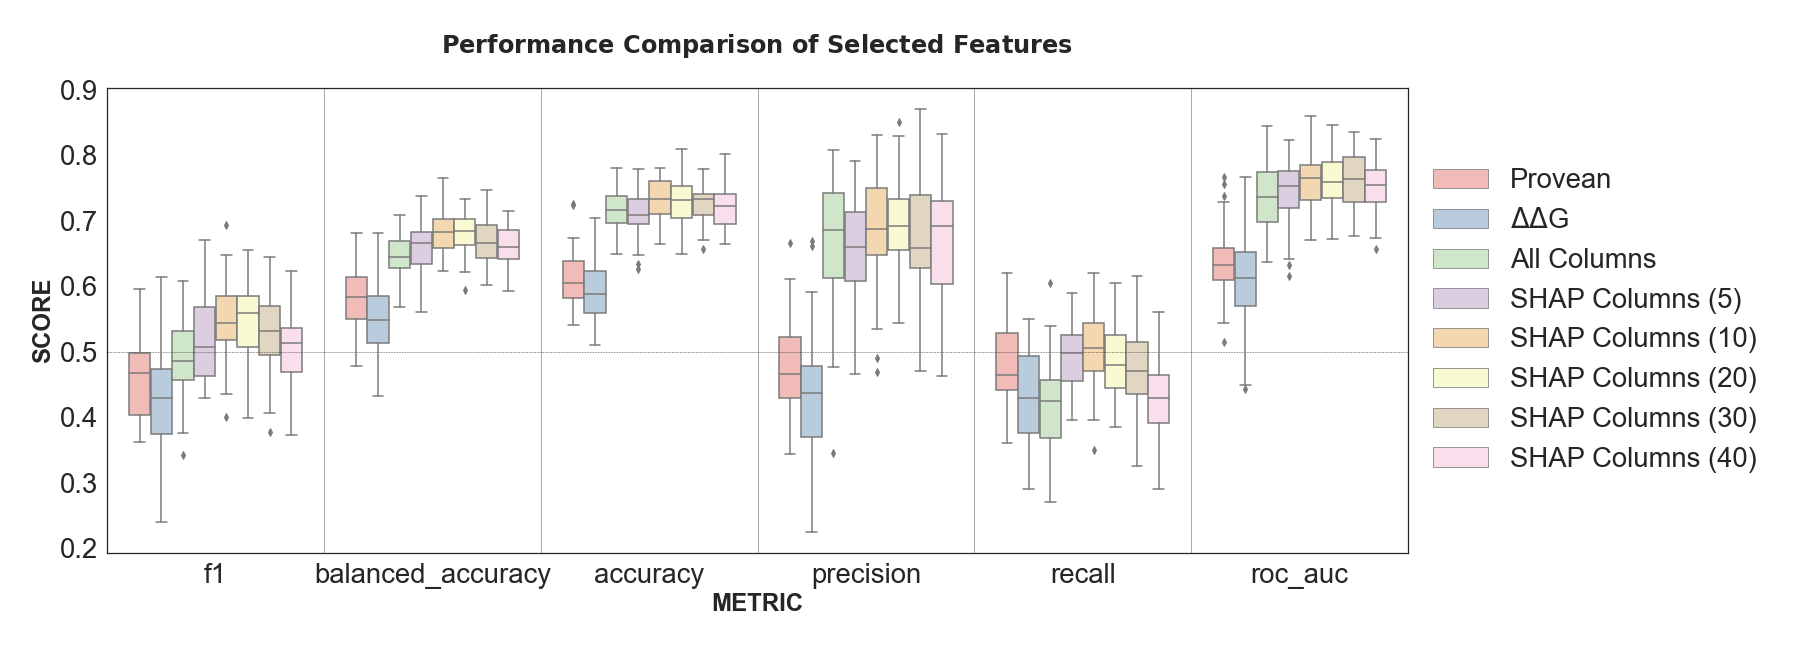 Performance Comparison of Selected Features
0.9
0.8
0.7
0.6
0.5
0.4
0.3
0.2
SCORE
f1
balanced_accuracy
accuracy
precision
recall
roc_auc
METRIC
Provean
ΔΔG
All Columns
SHAP Columns (5)
SHAP Columns (10)
SHAP Columns (20)
SHAP Columns (30)
SHAP Columns (40)